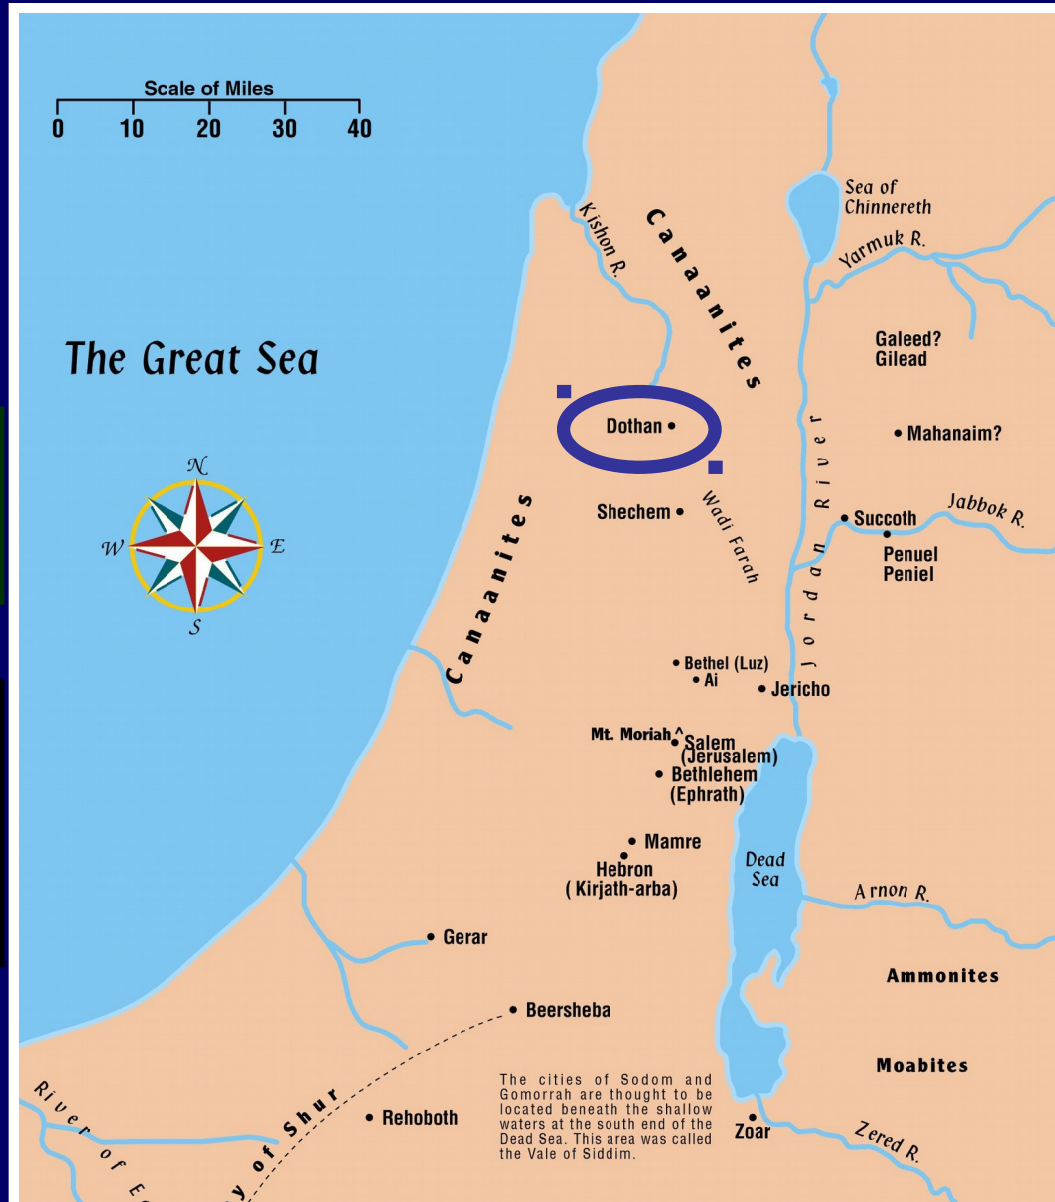 Scale of Miles
0 10 20 30 40
Sea of
Chinnereth
Kishon R.
Canaanites
Yarmuk R.
The Great Sea
Galeed?
Gilead
Dothan
Mahanaim?
Jordan River
Canaanites
Shechem
Wadi Farah
Succoth
Jabbok R.
Penuel
Peniel
N
W E
S
Bethel (Luz)
Ai
Jericho
Mt. Moriah ^
Salem
(Jerusalem)
Bethlehem
(Ephrath)
Mamre
Hebron
(Kirjath-arba)
Dead
Sea
Arnon R.
Gerar
Ammonites
Beersheba
Moabites
The cities of Sodom and
Gomorrah are thought to be
located beneath the shallow
waters at the south end of the
Dead Sea. This area was called
the Vale of Siddim.
River of
y of Shur
Rehoboth
Zoar
Zered R.